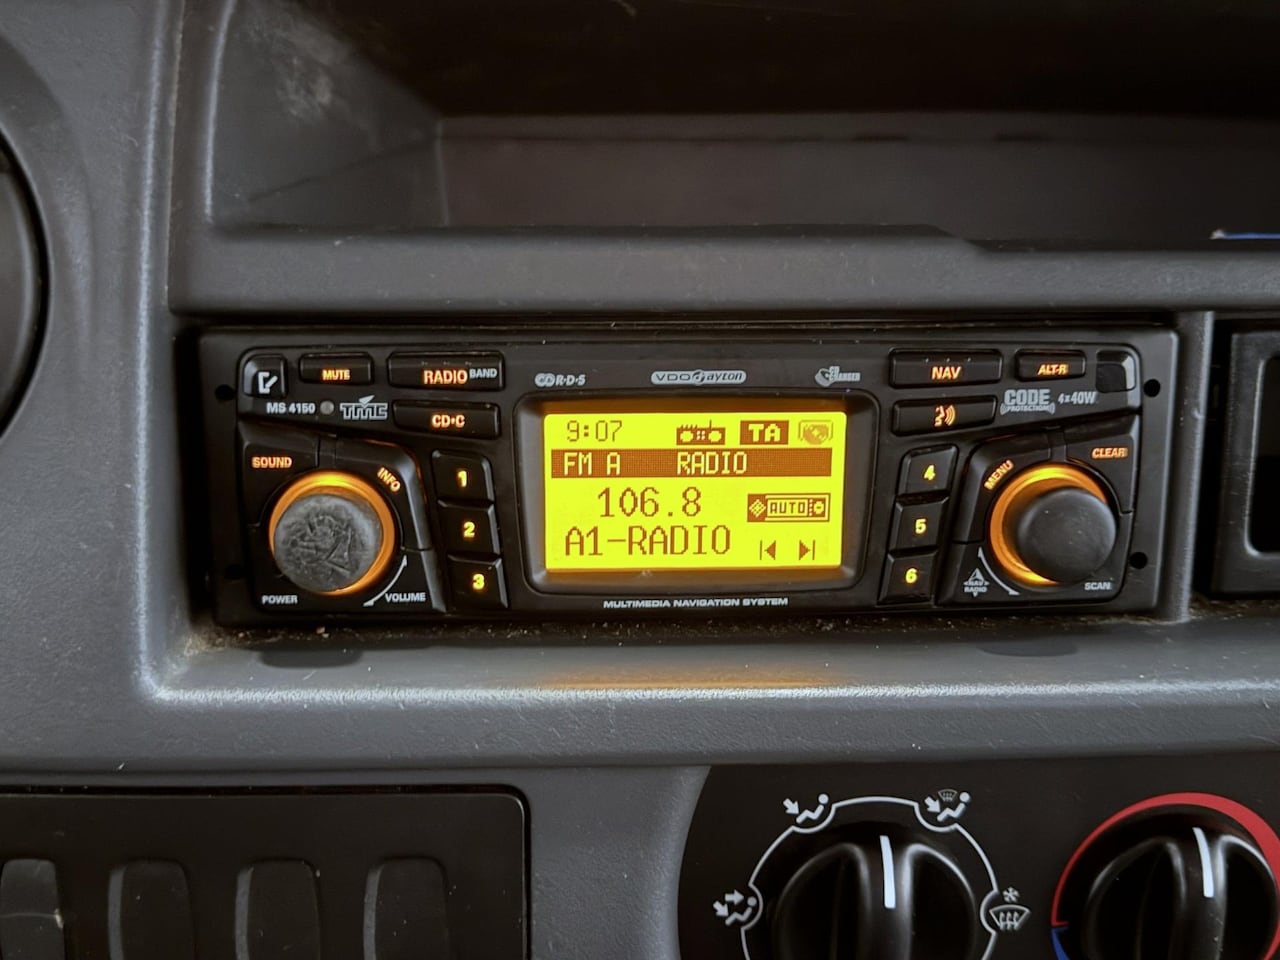 MUTE
RADIO BAND
CD R·D·S
VDO dayton
CD CHANGER
NAV
ALT-R
MS 4150
TMC
CD•C
CODE
PROTECTION
4x40W
SOUND
INFO
1
2
3
9:07
TA
FM A RADIO
106.8
AUTO
A1-RADIO
4
5
6
MENU
CLEAR
POWER
VOLUME
NAV
RADIO
SCAN
MULTIMEDIA NAVIGATION SYSTEM